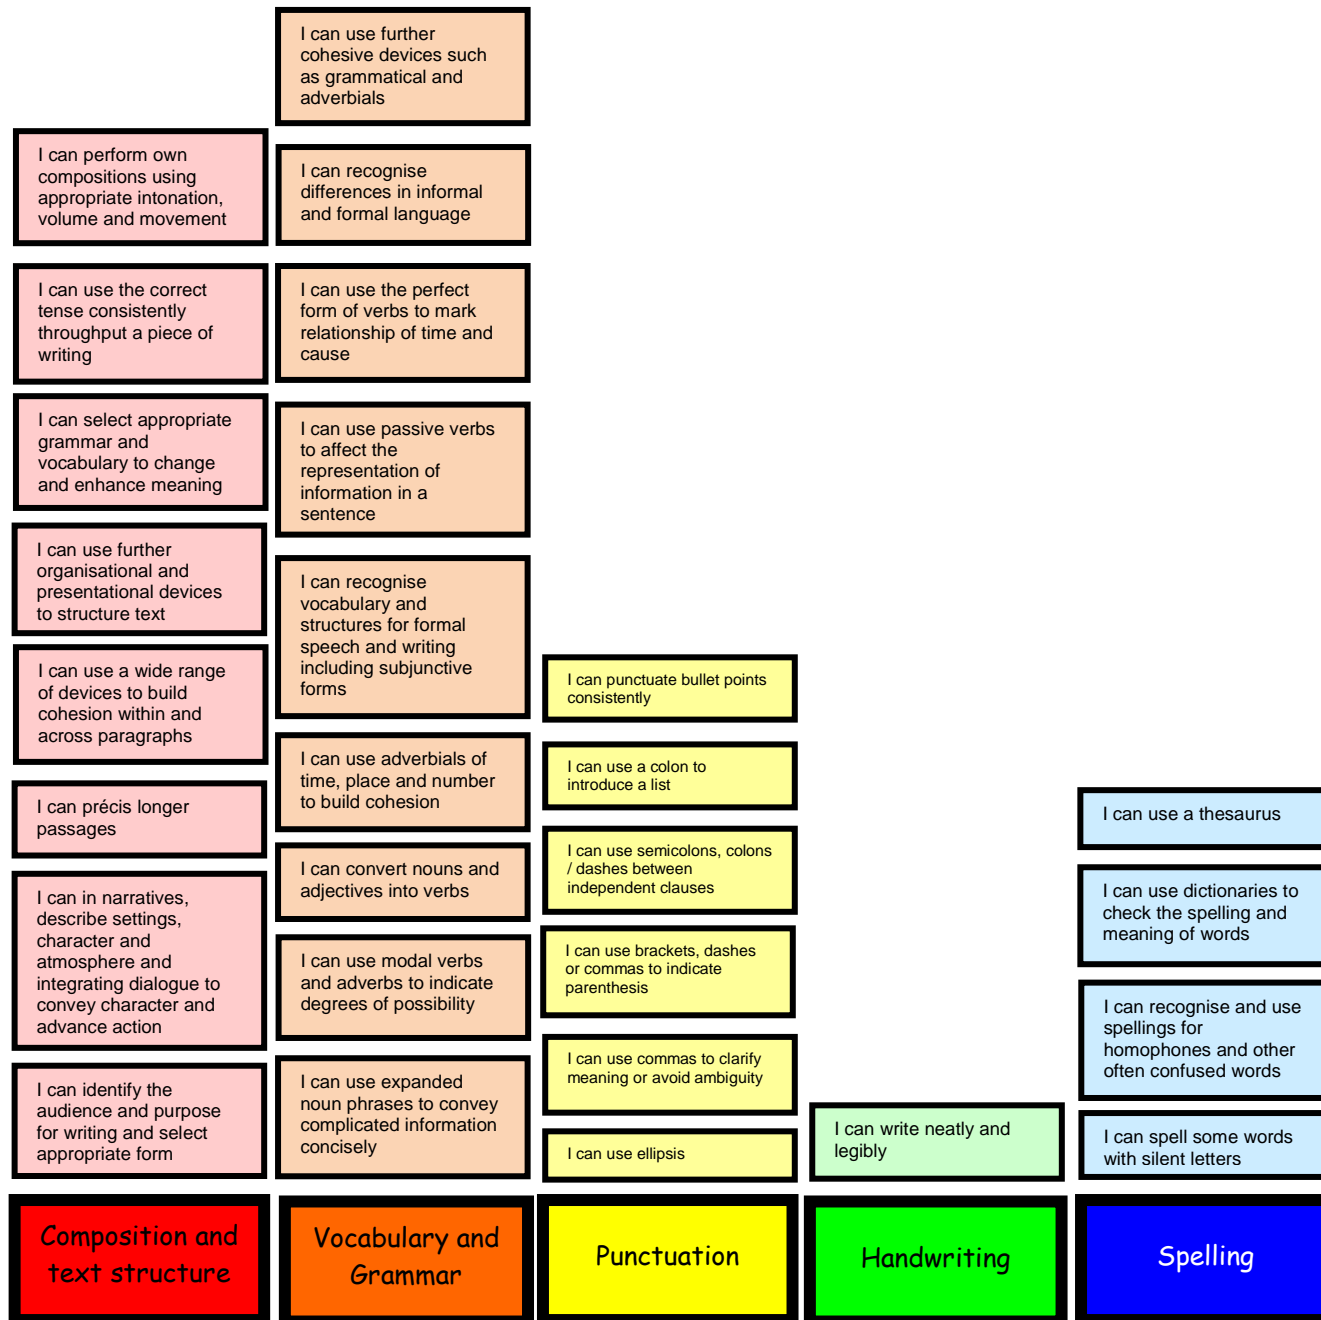 I can perform own
compositions using
appropriate intonation,
volume and movement
I can use the correct
tense consistently
throughput a piece of
writing
I can select appropriate
grammar and
vocabulary to change
and enhance meaning
I can use further
organisational and
presentational devices
to structure text
I can use a wide range
of devices to build
cohesion within and
across paragraphs
I can précis longer
passages
I can in narratives,
describe settings,
character and
atmosphere and
integrating dialogue to
convey character and
advance action
I can identify the
audience and purpose
for writing and select
appropriate form
Composition and
text structure
I can use further
cohesive devices such
as grammatical and
adverbials
I can recognise
differences in informal
and formal language
I can use the perfect
form of verbs to mark
relationship of time and
cause
I can use passive verbs
to affect the
representation of
information in a
sentence
I can recognise
vocabulary and
structures for formal
speech and writing
including subjunctive
forms
I can use adverbials of
time, place and number
to build cohesion
I can convert nouns and
adjectives into verbs
I can use modal verbs
and adverbs to indicate
degrees of possibility
I can use expanded
noun phrases to convey
complicated information
concisely
Vocabulary and
Grammar
I can punctuate bullet points
consistently
I can use a colon to
introduce a list
I can use semicolons, colons
/ dashes between
independent clauses
I can use brackets, dashes
or commas to indicate
parenthesis
I can use commas to clarify
meaning or avoid ambiguity
I can use ellipsis
Punctuation
I can write neatly and
legibly
Handwriting
I can use a thesaurus
I can use dictionaries to
check the spelling and
meaning of words
I can recognise and use
spellings for
homophones and other
often confused words
I can spell some words
with silent letters
Spelling